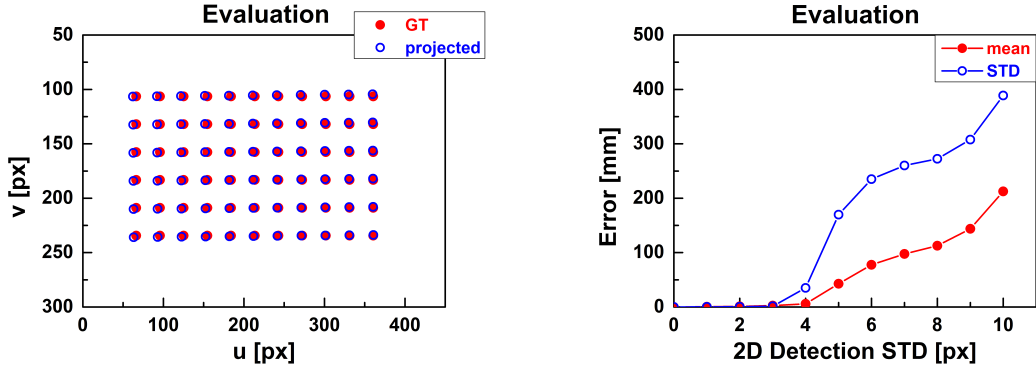 Evaluation
GT
projected
50
100
150
200
250
300
v [px]
0
100
200
300
400
u [px]
Evaluation
mean
STD
500
400
300
200
100
0
Error [mm]
0
2
4
6
8
10
2D Detection STD [px]